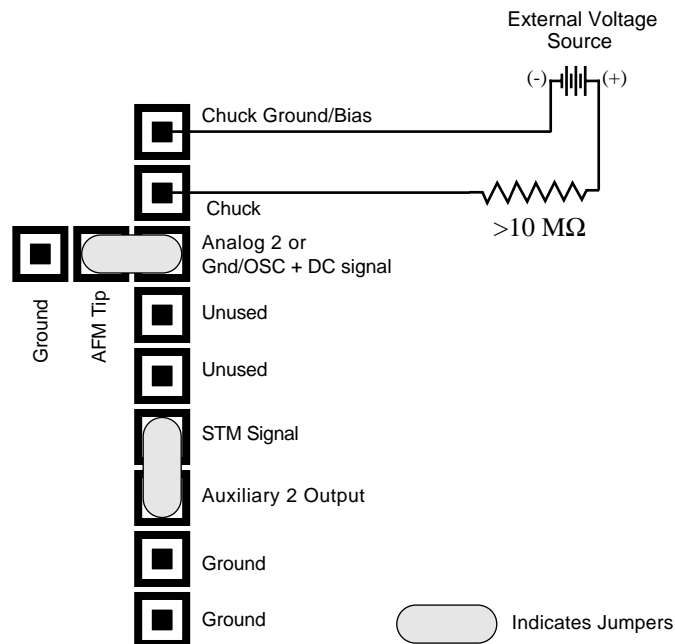 External Voltage
Source
(-)
(+)
Chuck Ground/Bias
Chuck
>10 MΩ
Analog 2 or
Gnd/OSC + DC signal
Ground
AFM Tip
Unused
Unused
STM Signal
Auxiliary 2 Output
Ground
Ground
Indicates Jumpers